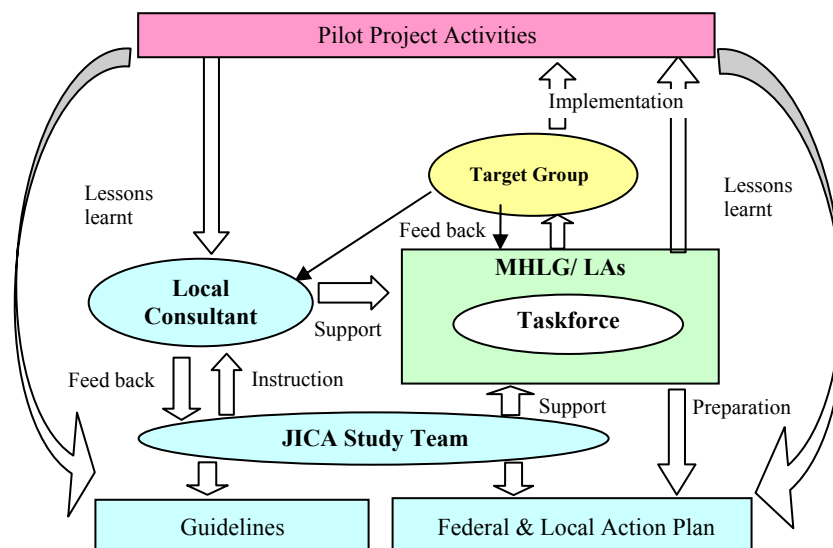 Pilot Project Activities
Implementation
Target Group
Lessons
learnt
Lessons
learnt
Feed back
MHLG/ LAs
Local
Consultant
Taskforce
Support
Feed back
Instruction
Support
Preparation
JICA Study Team
Guidelines
Federal & Local Action Plan